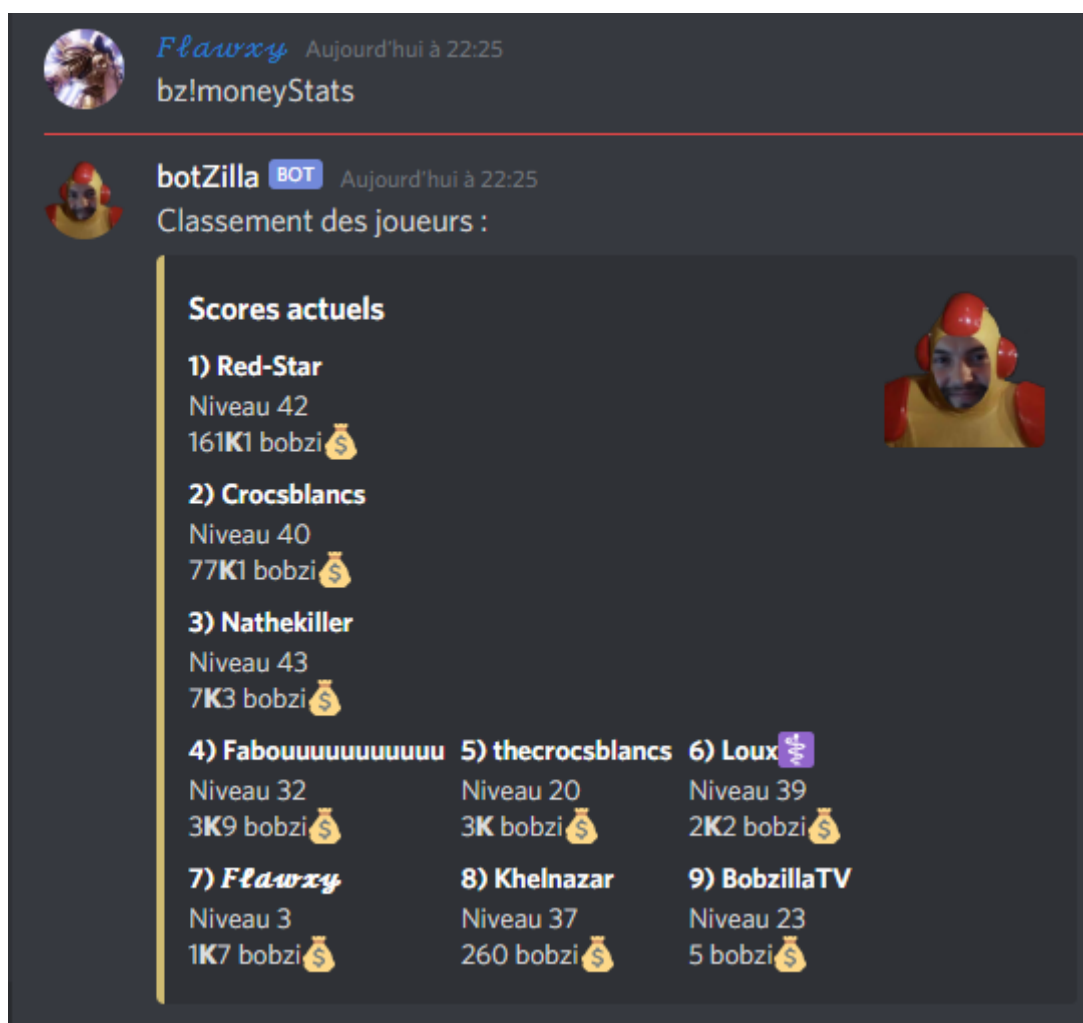 Flawxy Aujourd'hui à 22:25
bz!moneyStats
botZilla BOT Aujourd'hui à 22:25
Classement des joueurs :
Scores actuels
1) Red-Star
Niveau 42
161K1 bobzi💰
2) Crocsblancs
Niveau 40
77K1 bobzi💰
3) Nathekiller
Niveau 43
7K3 bobzi💰
4) Fabouuuuuuuuuuu 5) thecrocsblancs 6) Loux⚕️
Niveau 32 Niveau 20 Niveau 39
3K9 bobzi💰 3K bobzi💰 2K2 bobzi💰
7) Flawxy 8) Khelnazar 9) BobzillaTV
Niveau 3 Niveau 37 Niveau 23
1K7 bobzi💰 260 bobzi💰 5 bobzi💰